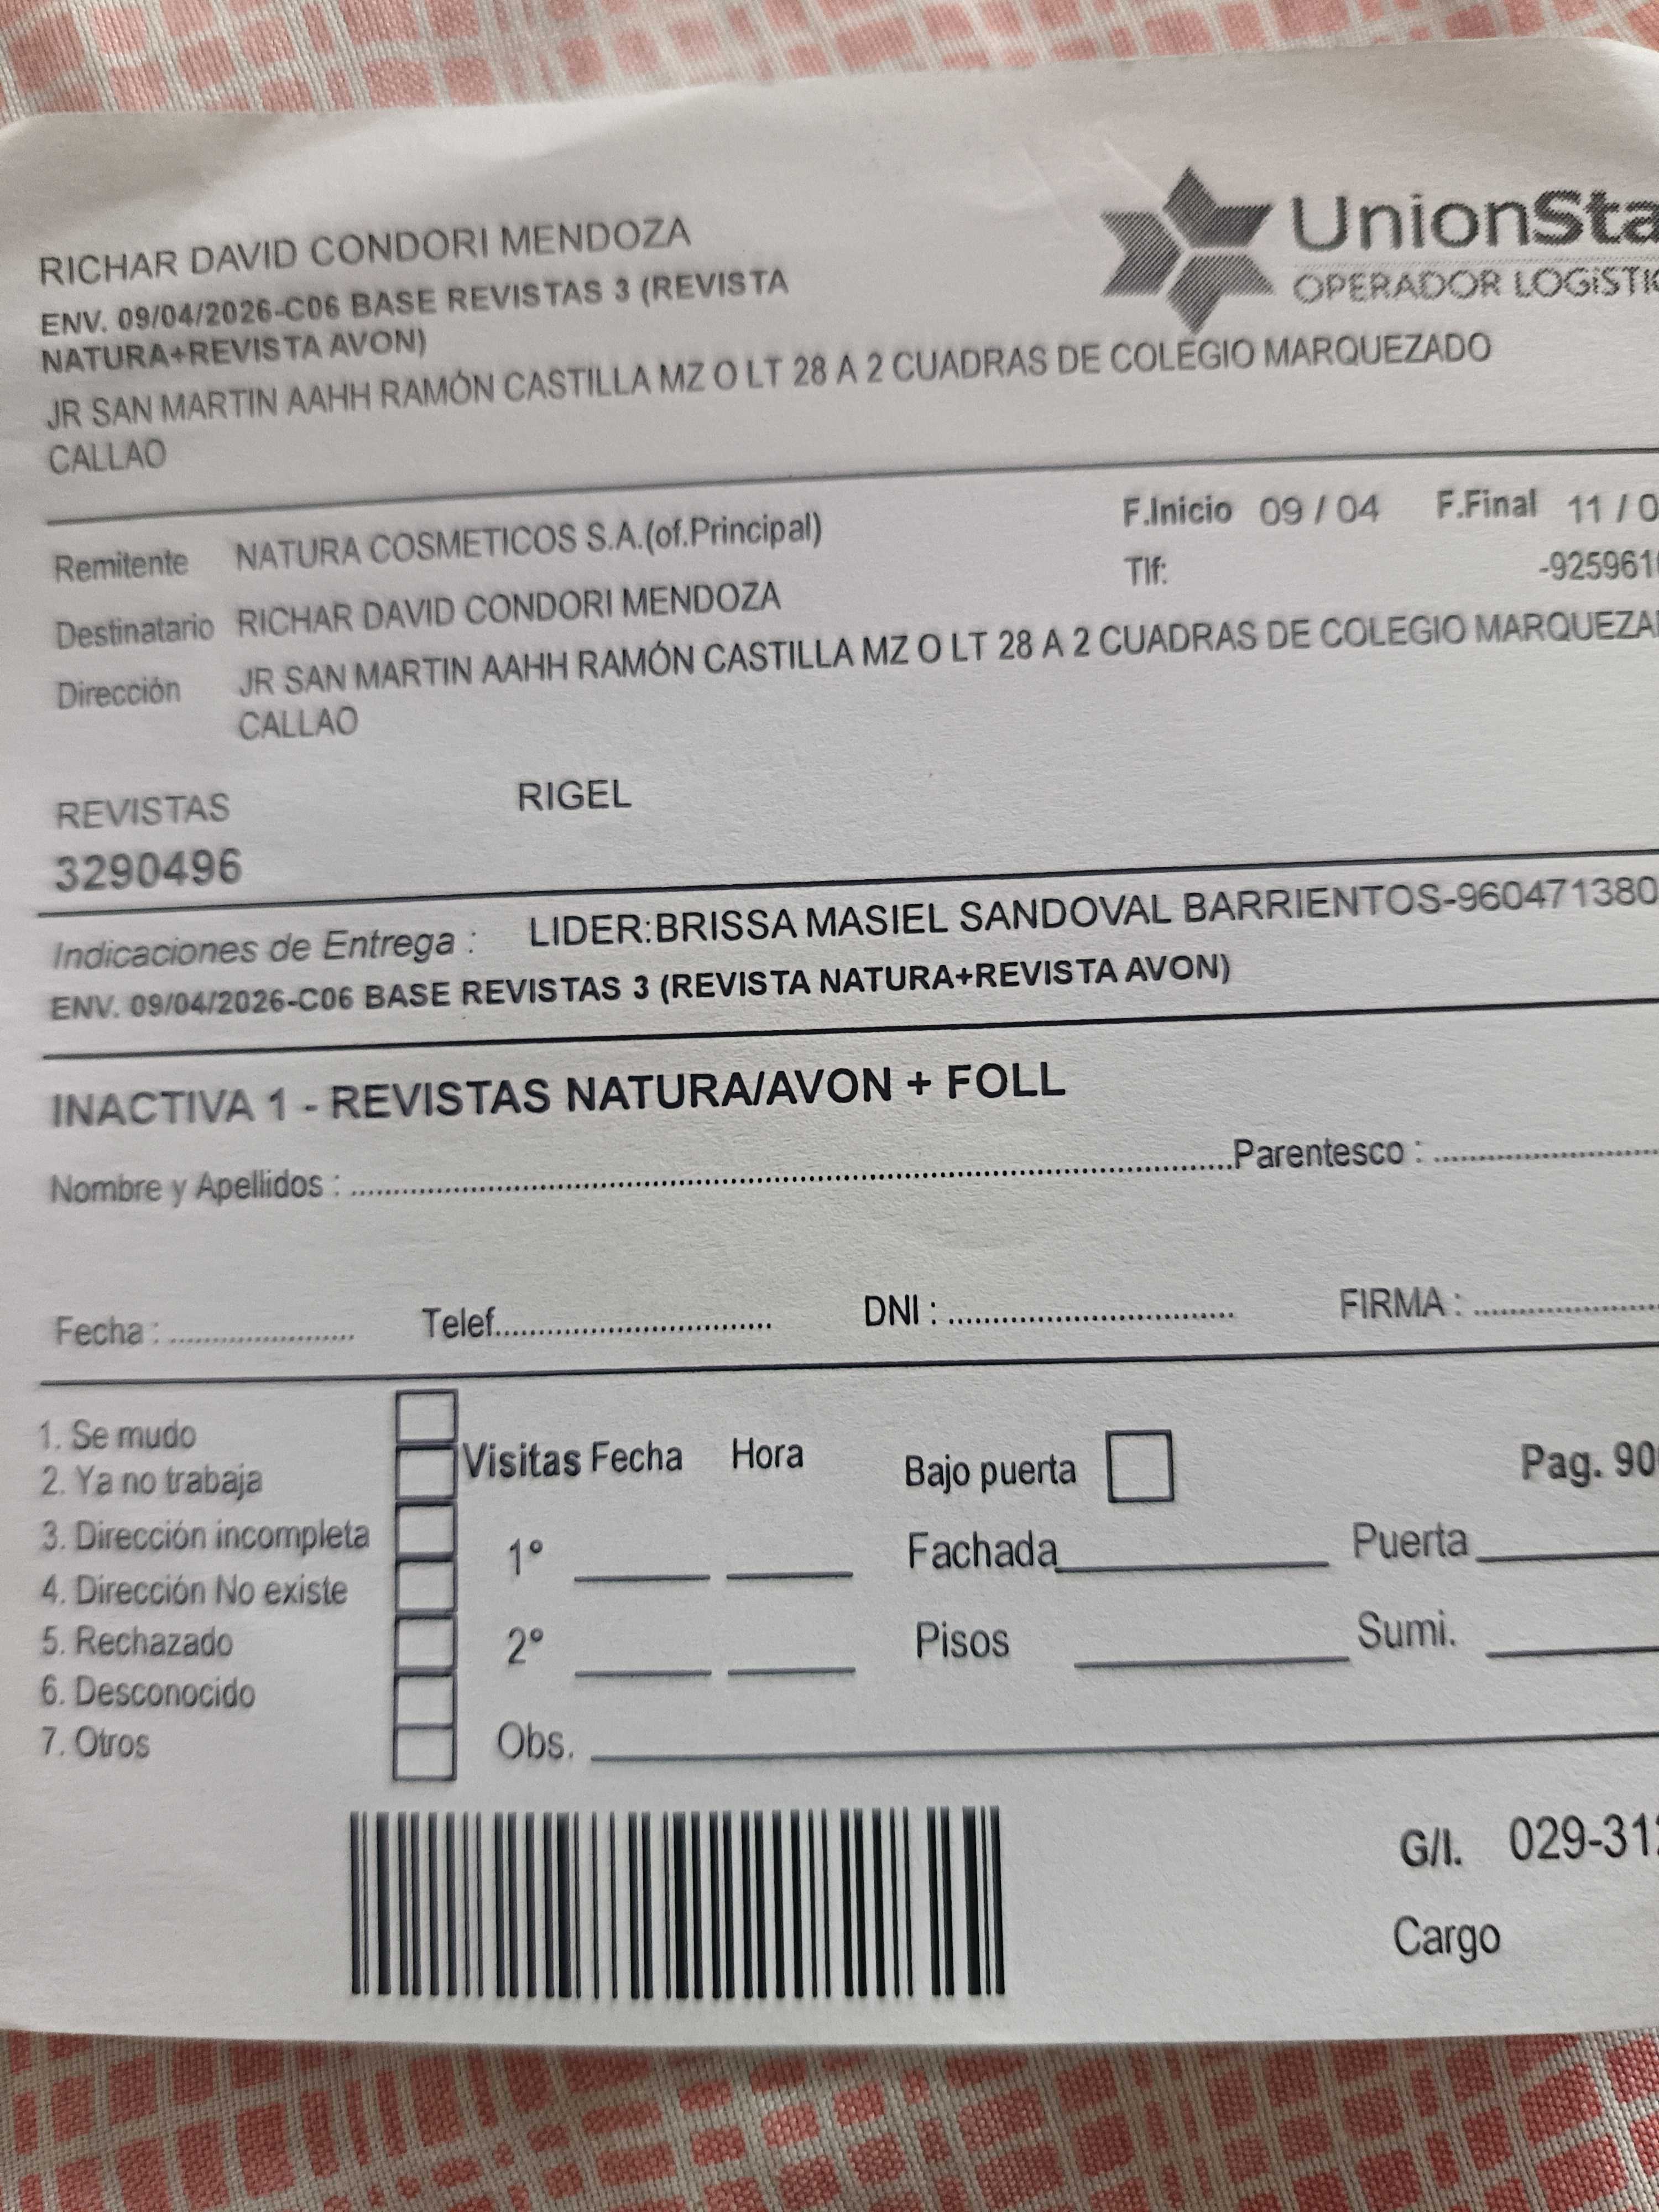 RICHAR DAVID CONDORI MENDOZA
ENV. 09/04/2026-C06 BASE REVISTAS 3 (REVISTA
NATURA+REVISTA AVON)
JR SAN MARTIN AAHH RAMÓN CASTILLA MZ O LT 28 A 2 CUADRAS DE COLEGIO MARQUEZADO
CALLAO
UnionSta
OPERADOR LOGíSTIC
Remitente NATURA COSMETICOS S.A.(of.Principal) F.Inicio 09 / 04 F.Final 11 / 0
Tlf: -925961
Destinatario RICHAR DAVID CONDORI MENDOZA
Dirección JR SAN MARTIN AAHH RAMÓN CASTILLA MZ O LT 28 A 2 CUADRAS DE COLEGIO MARQUEZA
CALLAO
REVISTAS RIGEL
3290496
Indicaciones de Entrega : LIDER:BRISSA MASIEL SANDOVAL BARRIENTOS-960471380
ENV. 09/04/2026-C06 BASE REVISTAS 3 (REVISTA NATURA+REVISTA AVON)
INACTIVA 1 - REVISTAS NATURA/AVON + FOLL
Nombre y Apellidos : Parentesco :
Fecha : Telef. DNI : FIRMA :
1. Se mudo
2. Ya no trabaja
3. Dirección incompleta
4. Dirección No existe
5. Rechazado
6. Desconocido
7. Otros
Visitas Fecha Hora
1°
2°
Obs.
Bajo puerta Pag. 90
Fachada Puerta
Pisos Sumi.
G/I. 029-31
Cargo